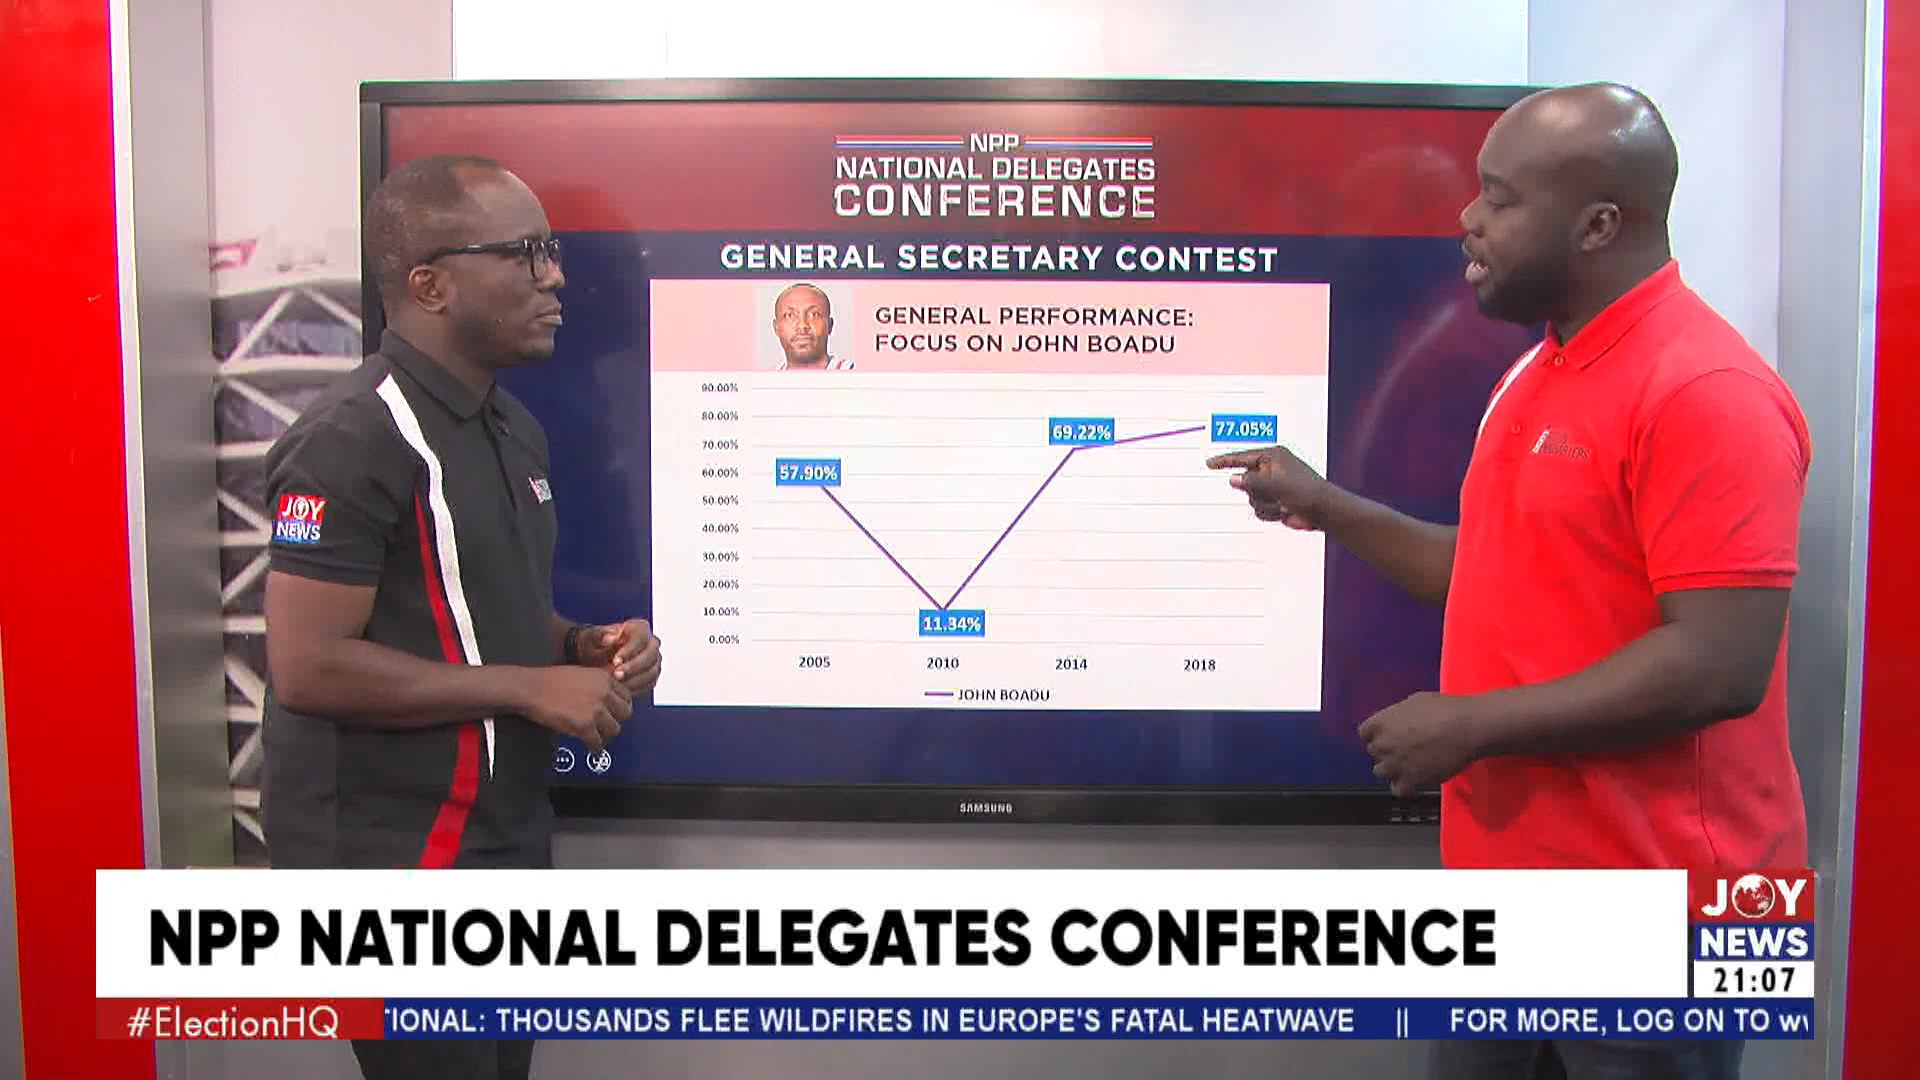 NPP
NATIONAL DELEGATES
CONFERENCE
GENERAL SECRETARY CONTEST
GENERAL PERFORMANCE:
FOCUS ON JOHN BOADU
90.00%
80.00%
70.00%
60.00%
50.00%
40.00%
30.00%
20.00%
10.00%
0.00%
57.90%
11.34%
69.22%
77.05%
2005
2010
2014
2018
JOHN BOADU
SAMSUNG
JOY
NEWS
NPP NATIONAL DELEGATES CONFERENCE
JOY
NEWS
21:07
#ElectionHQ
IONAL: THOUSANDS FLEE WILDFIRES IN EUROPE'S FATAL HEATWAVE || FOR MORE, LOG ON TO